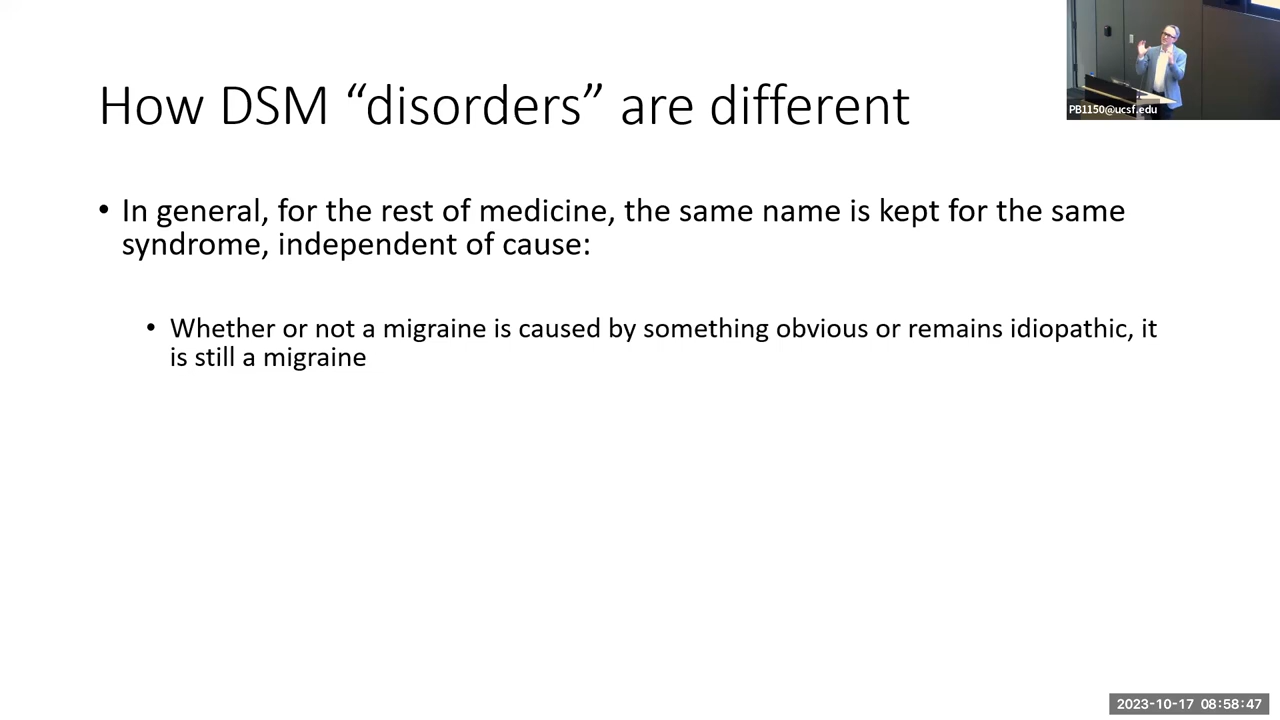 How DSM “disorders” are different
PB1150@ucsf.edu
• In general, for the rest of medicine, the same name is kept for the same
syndrome, independent of cause:
• Whether or not a migraine is caused by something obvious or remains idiopathic, it
is still a migraine
2023-10-17 08:58:47